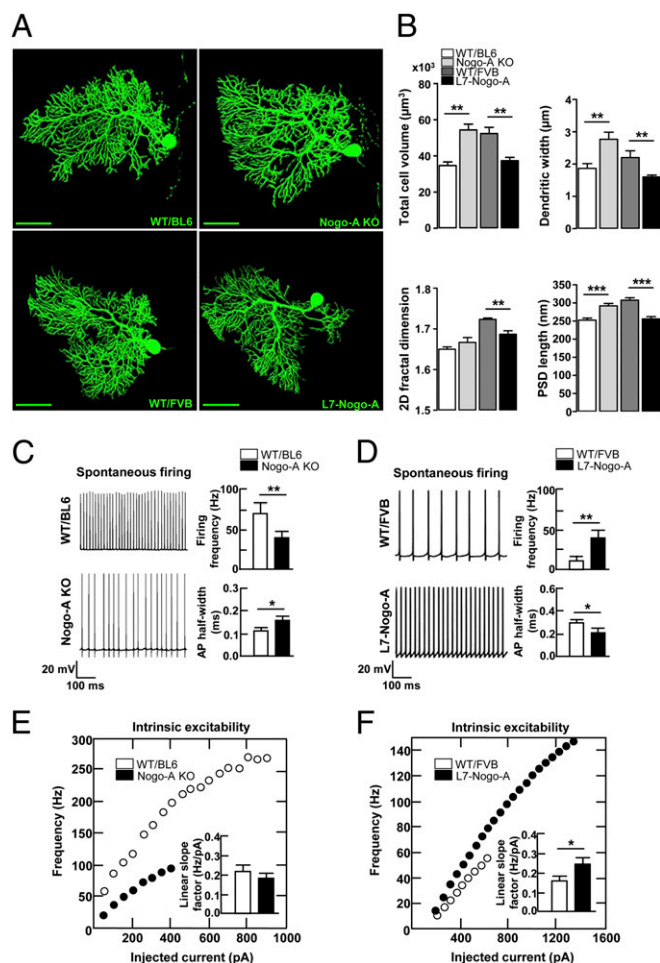 A
WT/BL6
Nogo-A KO
WT/FVB
L7-Nogo-A
B
WT/BL6
Nogo-A KO
WT/FVB
L7-Nogo-A
x10³
Total cell volume (µm³)
80
60
40
20
0
**
**
Dendritic width (µm)
4
3
2
1
0
**
**
2D fractal dimension
1.8
1.7
1.6
1.5
**
PSD length (nm)
350
300
250
200
150
100
50
0
***
***
C
WT/BL6
Nogo-A KO
Spontaneous firing
WT/BL6
Nogo-A KO
20 mV
100 ms
Firing
frequency (Hz)
100
50
0
**
AP half-width
(ms)
0.3
0.2
0.1
0.0
*
D
WT/FVB
L7-Nogo-A
Spontaneous firing
WT/FVB
L7-Nogo-A
20 mV
100 ms
Firing
frequency (Hz)
100
50
0
**
AP half-width
(ms)
0.6
0.4
0.2
0.0
*
E
Intrinsic excitability
WT/BL6
Nogo-A KO
Frequency (Hz)
300
250
200
150
100
50
0
0 200 400 600 800 1000
Injected current (pA)
Linear slope
factor (Hz/pA)
0.4
0.3
0.2
0.1
0.0
F
Intrinsic excitability
WT/FVB
L7-Nogo-A
Frequency (Hz)
140
120
100
80
60
40
20
0
400 800 1200 1600
Injected current (pA)
Linear slope
factor (Hz/pA)
0.4
0.3
0.2
0.1
0.0
*